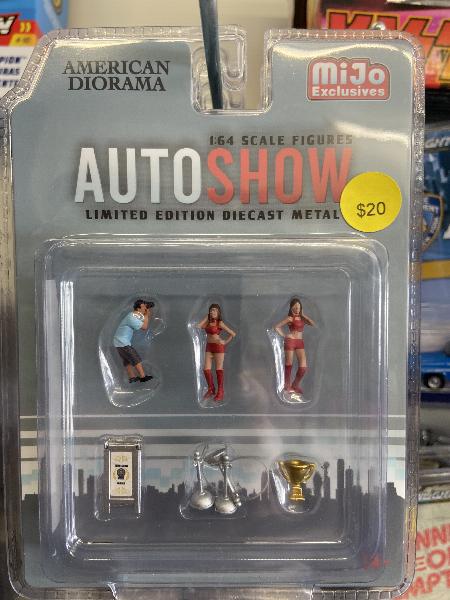 AMERICAN
DIORAMA
MiJo
Exclusives
1:64 SCALE FIGURES
AUTOSHOW
LIMITED EDITION DIECAST METAL
$20